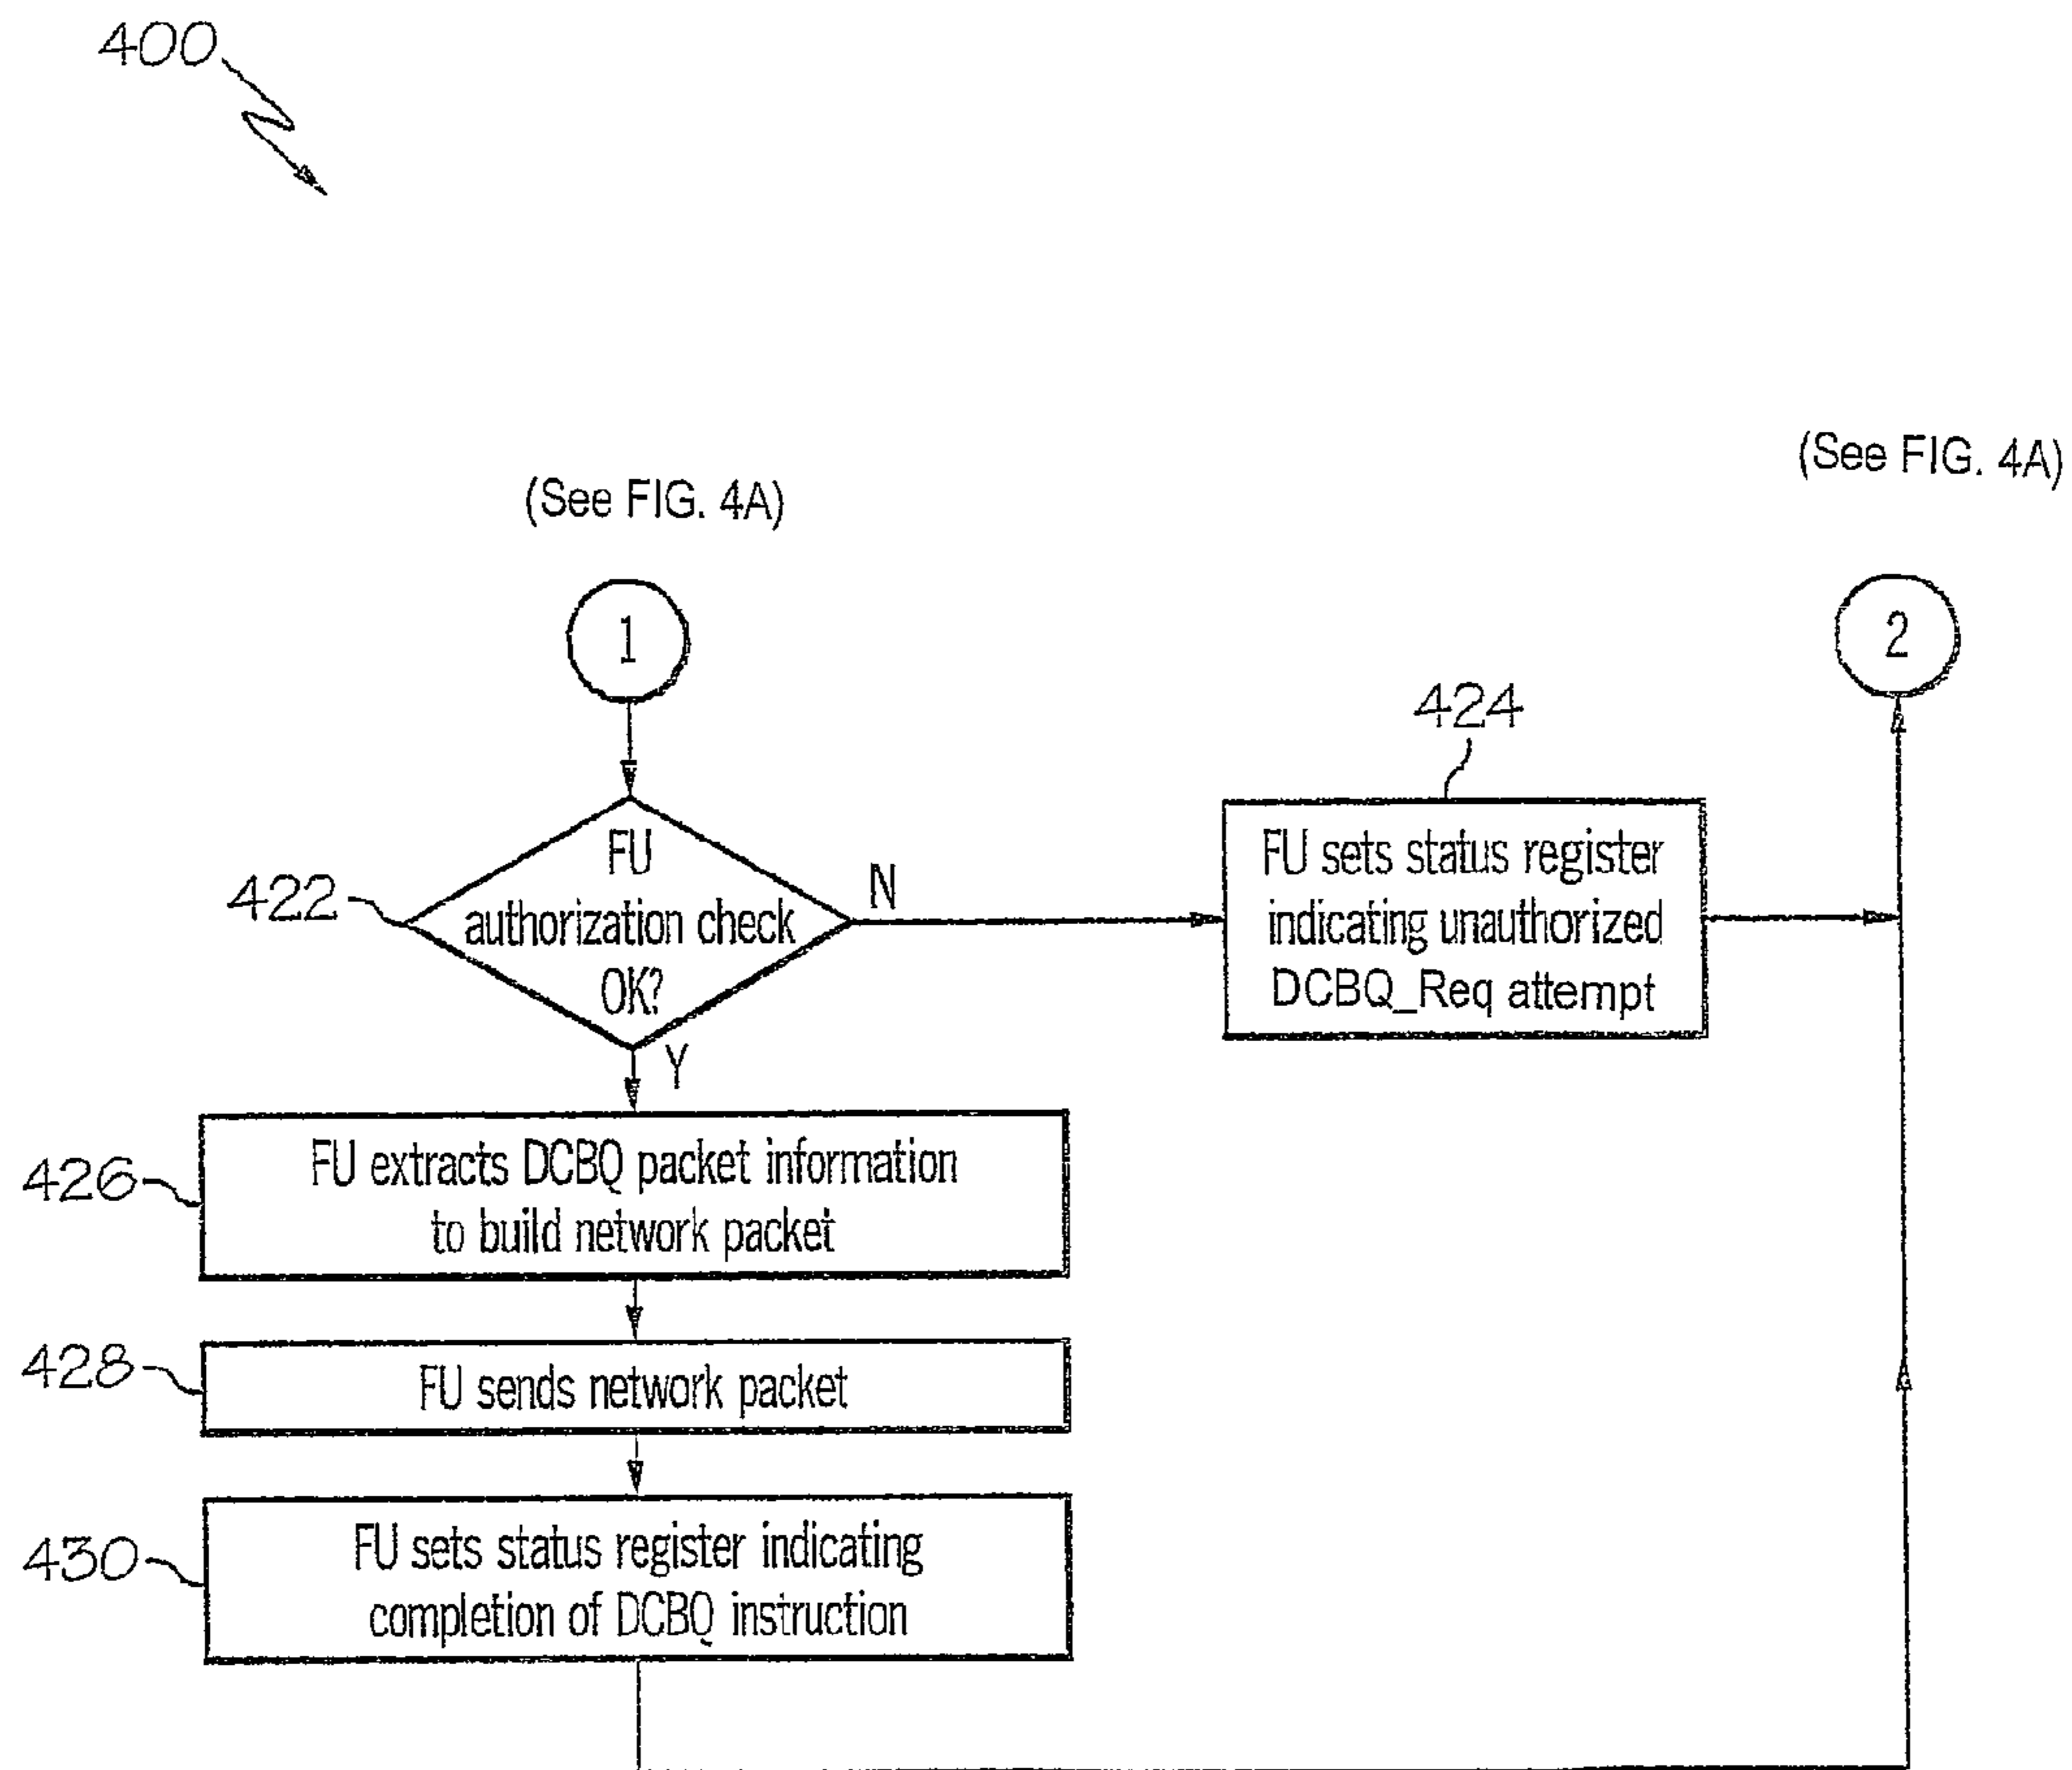 400
(See FIG. 4A)
(See FIG. 4A)
1
2
424
422
FU
authorization check
OK?
N
FU sets status register
indicating unauthorized
DCBQ_Req attempt
Y
426
FU extracts DCBQ packet information
to build network packet
428
FU sends network packet
430
FU sets status register indicating
completion of DCBQ instruction